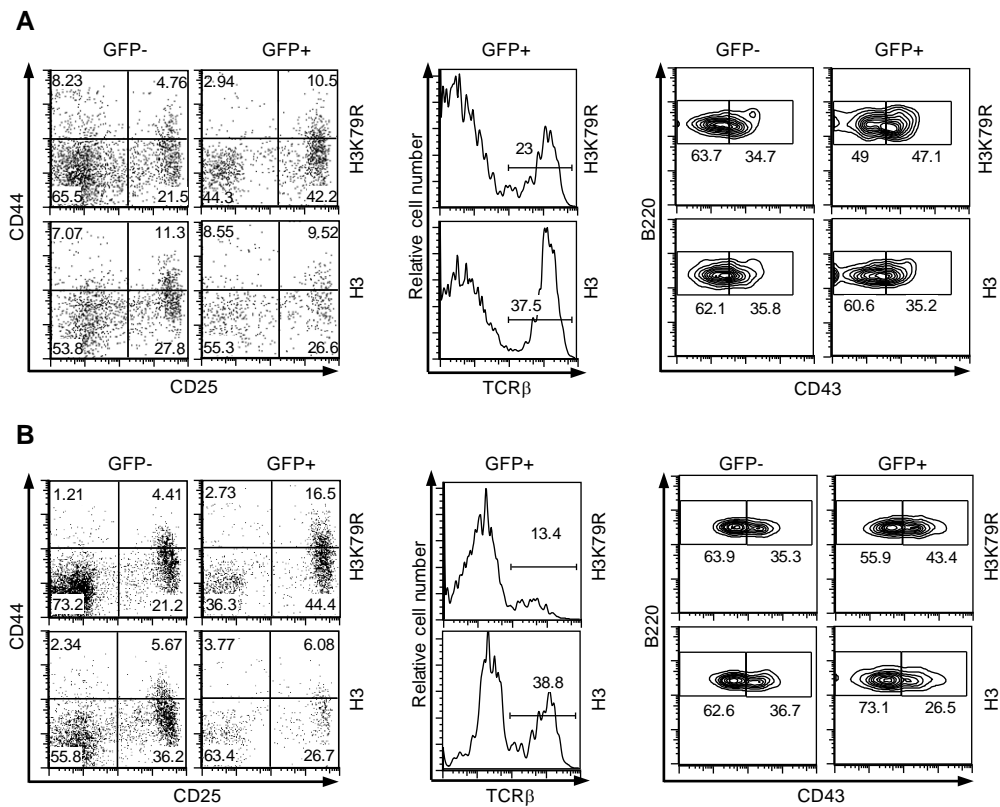 A
GFP- GFP+ GFP+ GFP- GFP+
8.23 4.76 2.94 10.5
65.5 21.5 44.3 42.2
H3K79R
23
H3K79R
63.7 34.7 49 47.1
H3K79R
CD44
Relative cell number
B220
7.07 11.3 8.55 9.52
53.8 27.8 55.3 26.6
H3
37.5
H3
62.1 35.8 60.6 35.2
H3
CD25 TCRβ CD43
B
GFP- GFP+ GFP+ GFP- GFP+
1.21 4.41 2.73 16.5
73.2 21.2 36.3 44.4
H3K79R
13.4
H3K79R
63.9 35.3 55.9 43.4
H3K79R
CD44
Relative cell number
B220
2.34 5.67 3.77 6.08
55.8 36.2 63.4 26.7
H3
38.8
H3
62.6 36.7 73.1 26.5
H3
CD25 TCRβ CD43